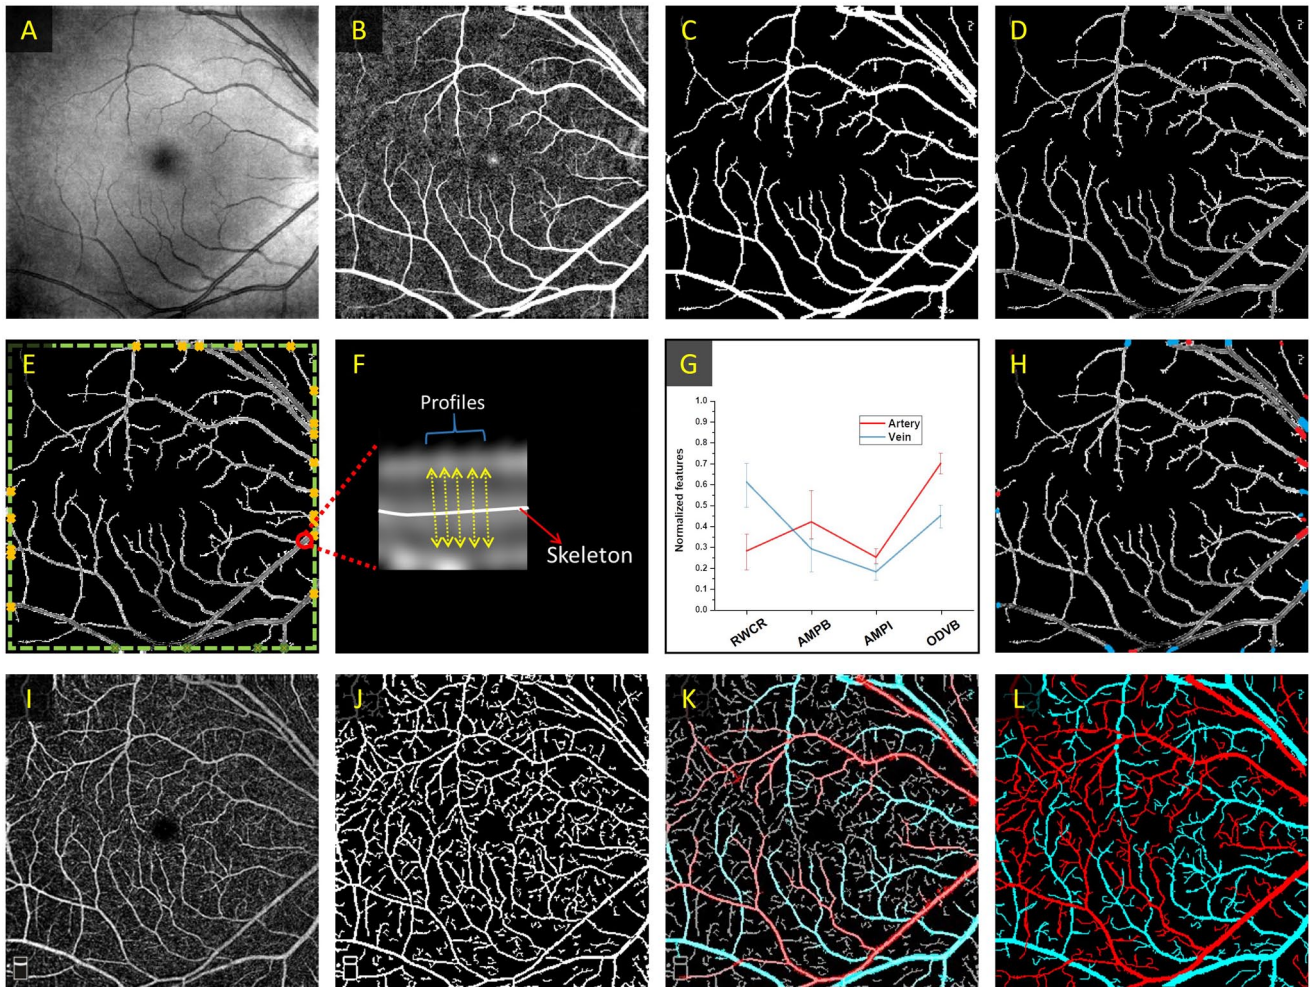 A
B
C
D
E
F
Profiles
Skeleton
G
1.0
0.9
0.8
0.7
0.6
0.5
0.4
0.3
0.2
0.1
0.0
Normalized features
Artery
Vein
RWCR
AMPB
AMPI
ODVB
H
I
J
K
L